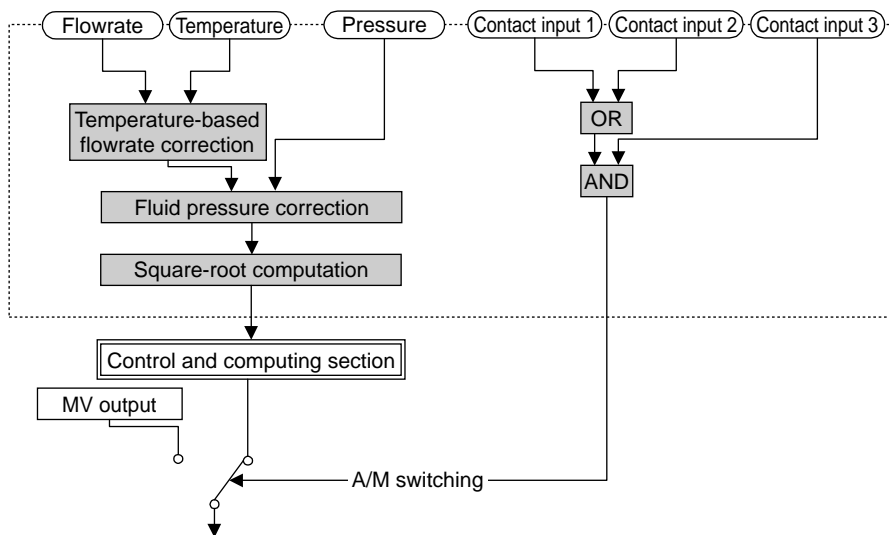 Flowrate
Temperature
Pressure
Contact input 1
Contact input 2
Contact input 3
Temperature-based
flowrate correction
OR
AND
Fluid pressure correction
Square-root computation
Control and computing section
MV output
A/M switching